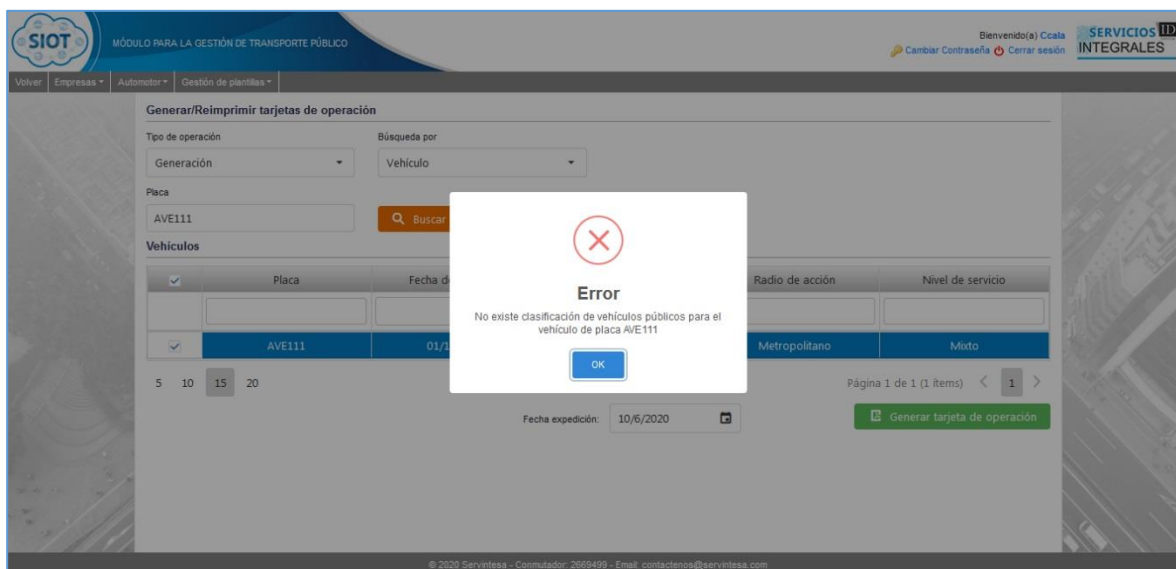 SIOT
MÓDULO PARA LA GESTIÓN DE TRANSPORTE PÚBLICO
Bienvenido(a) Ccala
Cambiar Contraseña Cerrar sesión
SERVICIOS ID
INTEGRALES
Volver Empresas Automotor Gestión de plantillas
Generar/Reimprimir tarjetas de operación
Tipo de operación Búsqueda por
Generación Vehículo
Placa
AVE111 Buscar
Vehículos
Placa Fecha d Radio de acción Nivel de servicio
AVE111 01/1 Metropolitano Mixto
Error
No existe clasificación de vehículos públicos para el
vehículo de placa AVE111
OK
5 10 15 20 Página 1 de 1 (1 ítems) 1
Fecha expedición: 10/6/2020 Generar tarjeta de operación
© 2020 Servintesa - Conmutador: 2669499 - Email: contactenos@servintesa.com